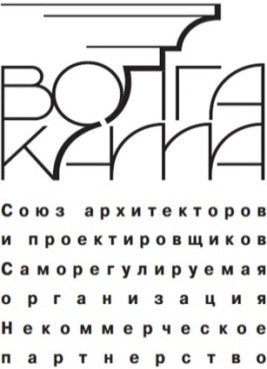 ВОЛГА
КАМА
Союз архитекторов
и проектировщиков
Саморегулируемая
организация
Некоммерческое
партнерство